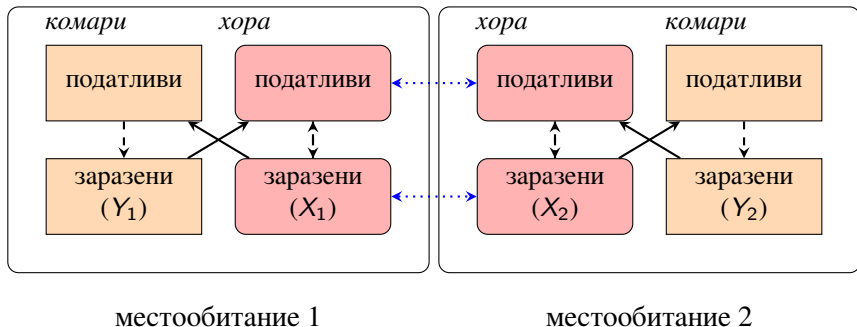 комари хора хора комари
податливи податливи податливи податливи
заразени заразени заразени заразени
(Y₁) (X₁) (X₂) (Y₂)
местообитание 1 местообитание 2